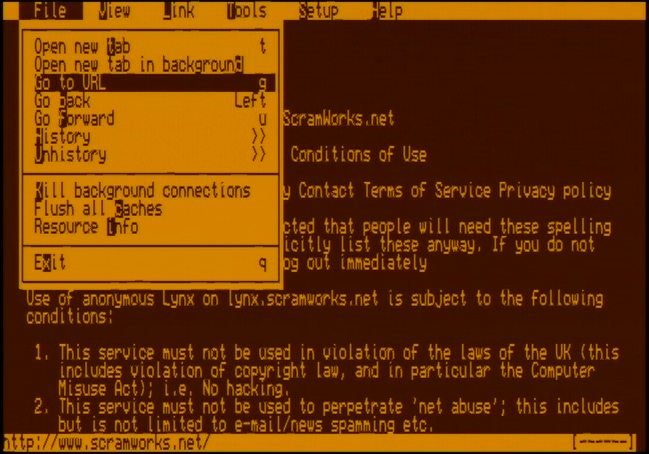 File View Link Tools Setup Help
Open new tab t
Open new tab in background
Go to URL g
Go back Left
Go forward u
History >>
Unhistory >>
Kill background connections
Flush all caches
Resource Info
Exit q
ScramWorks.net
Conditions of Use
y Contact Terms of Service Privacy policy
cted that people will need these spelling
icitly list these anyway. If you do not
og out immediately
Use of anonymous Lynx on lynx.scramworks.net is subject to the following
conditions:
1. This service must not be used in violation of the laws of the UK (this
includes violation of copyright law, and in particular the Computer
Misuse Act); i.e. No hacking.
2. This service must not be used to perpetrate 'net abuse'; this includes
but is not limited to e-mail/news spamming etc.
http://www.scramworks.net/ [------]